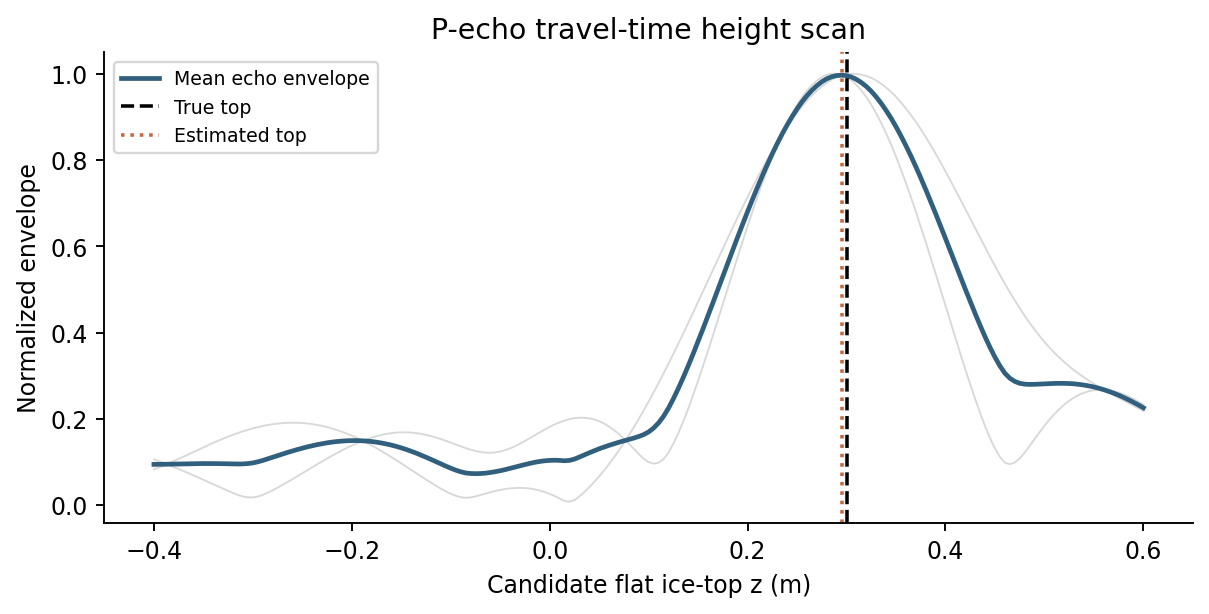 P-echo travel-time height scan
Mean echo envelope
True top
Estimated top
Normalized envelope
1.0
0.8
0.6
0.4
0.2
0.0
−0.4
−0.2
0.0
0.2
0.4
0.6
Candidate flat ice-top z (m)